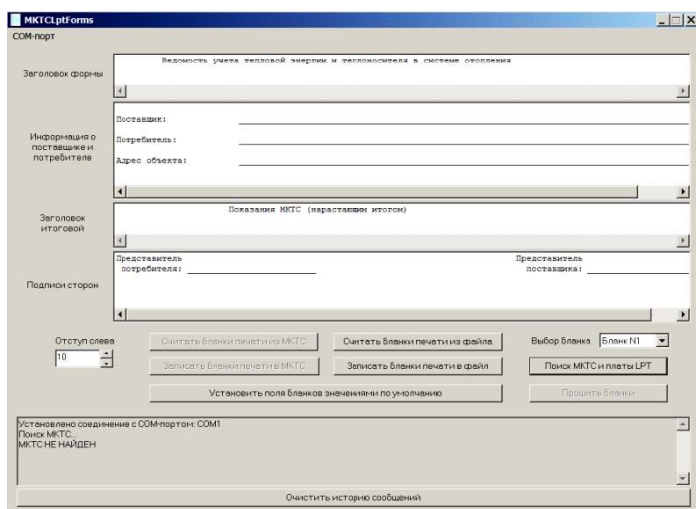 MKTCLptForms
COM-порт
Заголовок формы
Ведомость учета тепловой энергии и теплоносителя в системе отопления
Информация о
поставщике и
потребителе
Поставщик:
Потребитель:
Адрес объекта:
Заголовок
итоговой
Показания МКТС (нарастающим итогом)
Подписи сторон
Представитель
потребителя:
Представитель
поставщика:
Отступ слева
10
Считать бланки печати из МКТС
Считать бланки печати из файла
Выбор бланка
Бланк N1
Записать бланки печати в МКТС
Записать бланки печати в файл
Поиск МКТС и платы LPT
Установить поля бланков значениями по умолчанию
Прошить бланки
Установлено соединение с COM-портом: COM1
Поиск МКТС...
МКТС НЕ НАЙДЕН
Очистить историю сообщений